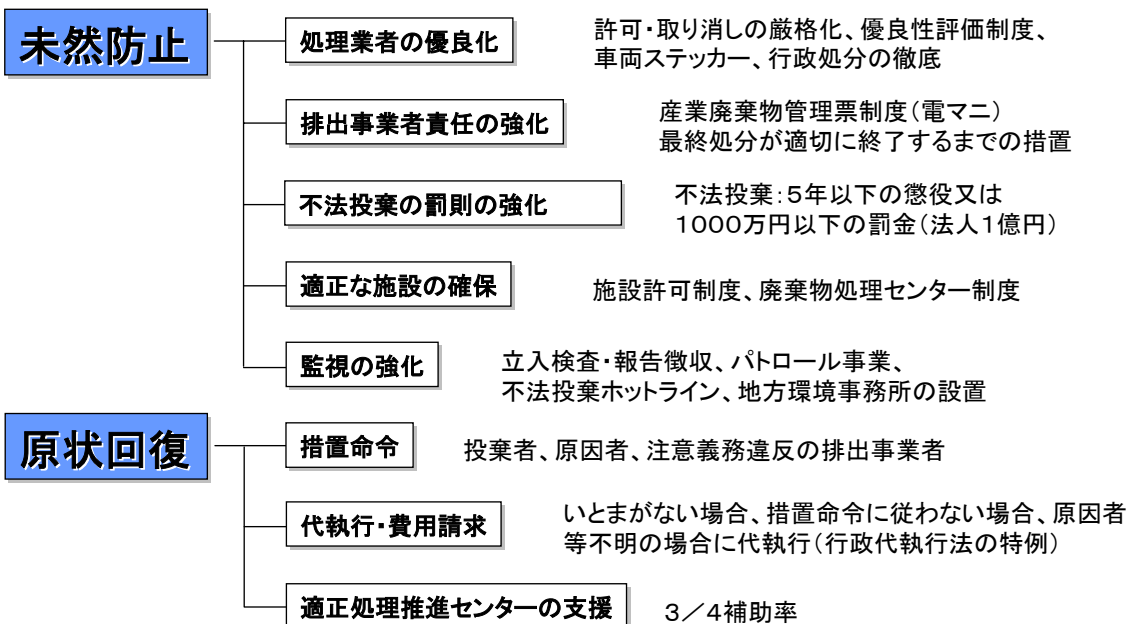 未然防止
処理業者の優良化
許可・取り消しの厳格化、優良性評価制度、
車両ステッカー、行政処分の徹底
排出事業者責任の強化
産業廃棄物管理票制度(電マニ)
最終処分が適切に終了するまでの措置
不法投棄の罰則の強化
不法投棄:5年以下の懲役又は
1000万円以下の罰金(法人1億円)
適正な施設の確保
施設許可制度、廃棄物処理センター制度
監視の強化
立入検査・報告徴収、パトロール事業、
不法投棄ホットライン、地方環境事務所の設置
原状回復
措置命令
投棄者、原因者、注意義務違反の排出事業者
代執行・費用請求
いとまがない場合、措置命令に従わない場合、原因者
等不明の場合に代執行(行政代執行法の特例)
適正処理推進センターの支援
3/4補助率